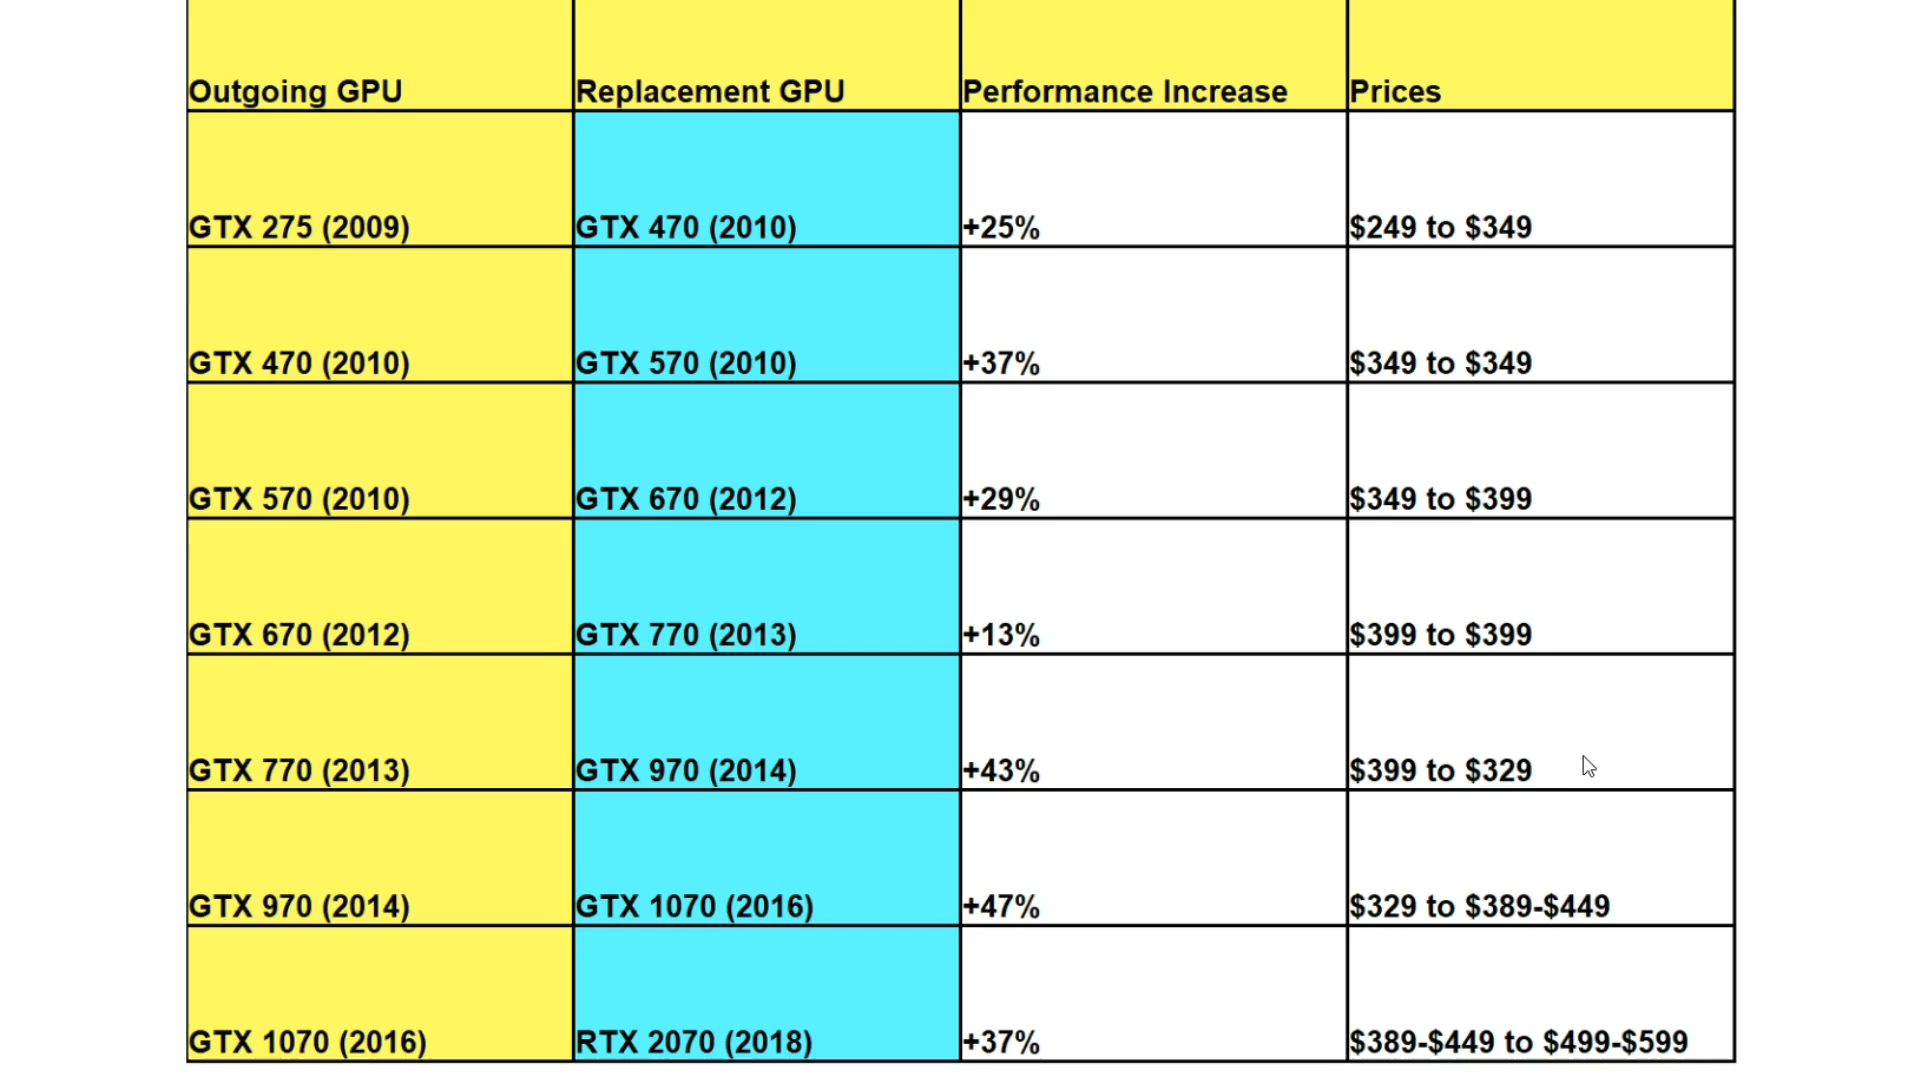 Outgoing GPU Replacement GPU Performance Increase Prices
GTX 275 (2009) GTX 470 (2010) +25% $249 to $349
GTX 470 (2010) GTX 570 (2010) +37% $349 to $349
GTX 570 (2010) GTX 670 (2012) +29% $349 to $399
GTX 670 (2012) GTX 770 (2013) +13% $399 to $399
GTX 770 (2013) GTX 970 (2014) +43% $399 to $329
GTX 970 (2014) GTX 1070 (2016) +47% $329 to $389-$449
GTX 1070 (2016) RTX 2070 (2018) +37% $389-$449 to $499-$599